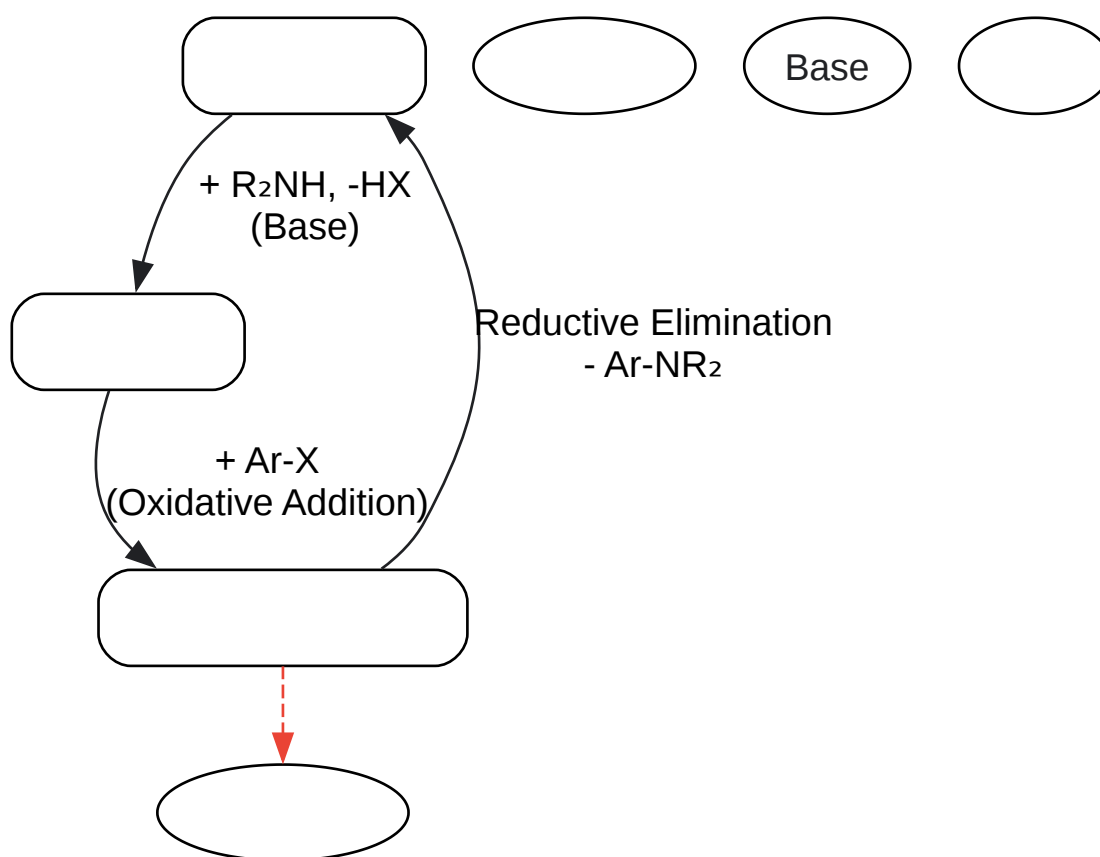 Base
+ R₂NH, -HX
(Base)
Reductive Elimination
- Ar-NR₂
+ Ar-X
(Oxidative Addition)